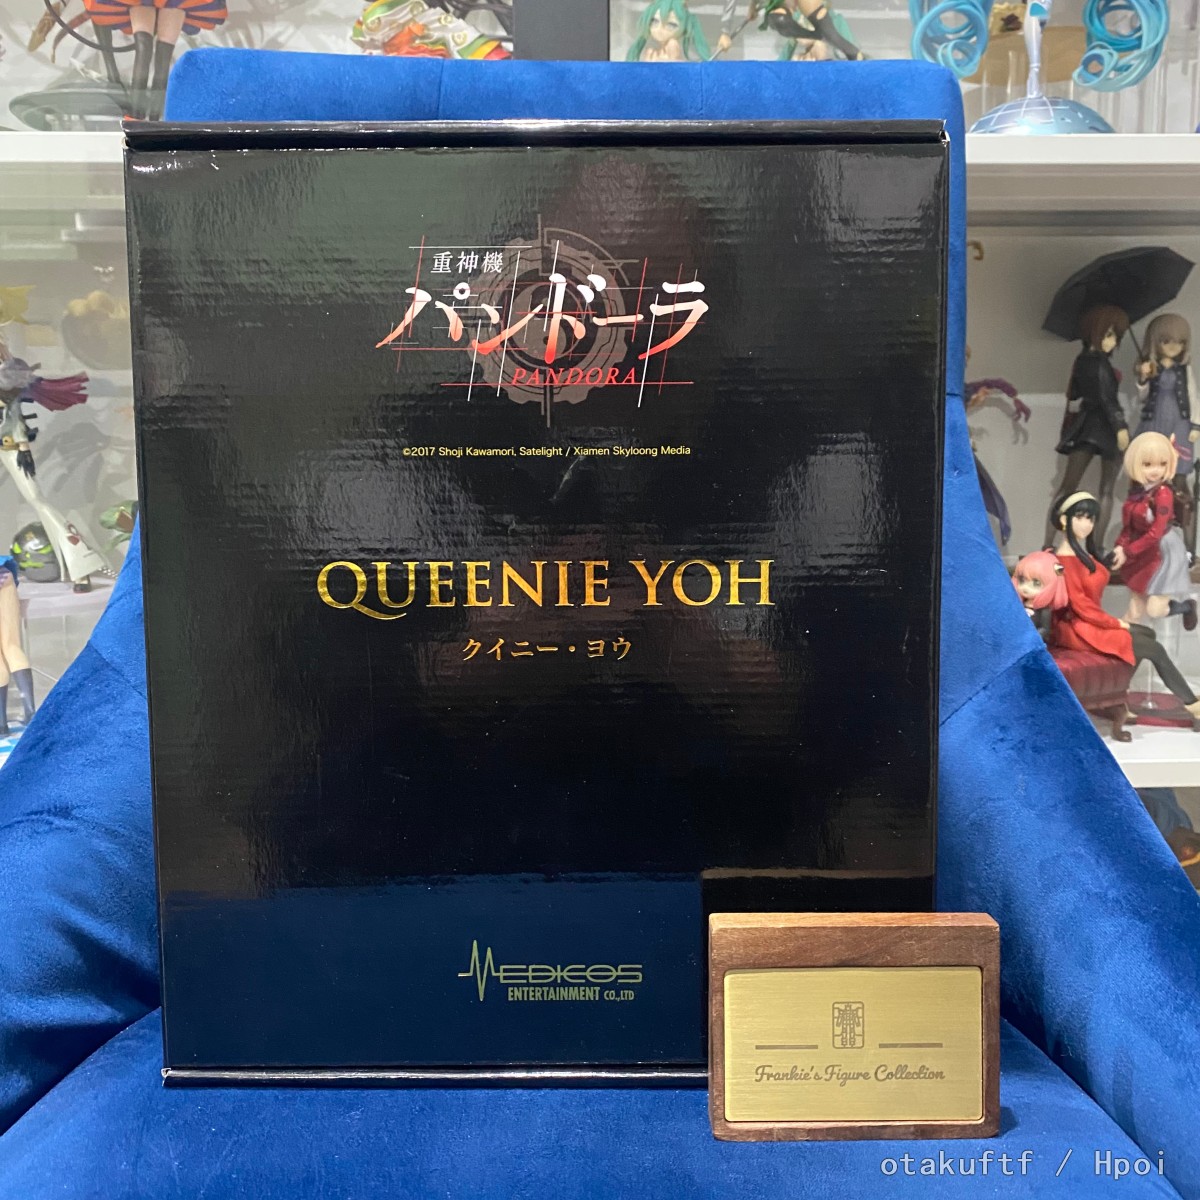 重神機
パンドーラ
PANDORA
©2017 Shoji Kawamori, Satelight / Xiamen Skyloong Media
QUEENIE YOH
クイニー・ヨウ
MEDICOS
ENTERTAINMENT CO.,LTD
Frankie's Figure Collection
otakuftf / Hpoi